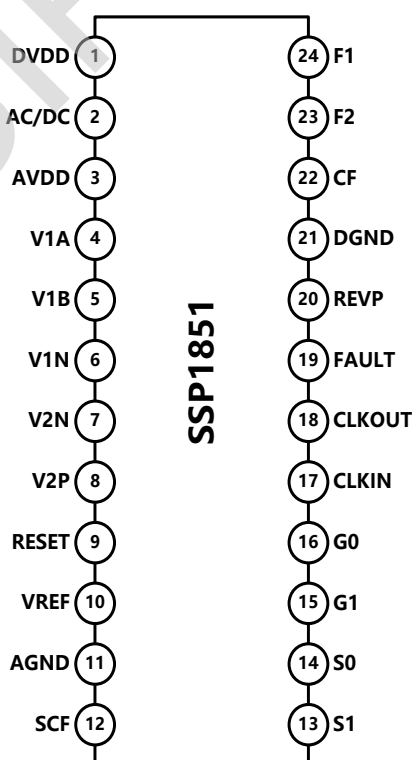 DVDD 1 24 F1
AC/DC 2 23 F2
AVDD 3 22 CF
V1A 4 21 DGND
V1B 5 20 REVP
V1N 6 19 FAULT
V2N 7 18 CLKOUT
V2P 8 17 CLKIN
RESET 9 16 G0
VREF 10 15 G1
AGND 11 14 S0
SCF 12 13 S1
SSP1851